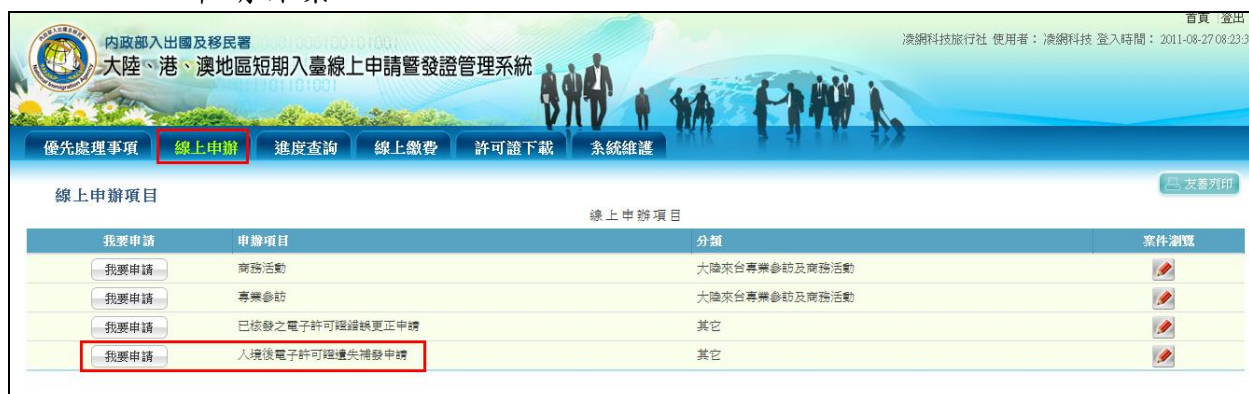 首頁 登出
內政部入出國及移民署
凌網科技旅行社 使用者： 凌網科技 登入時間： 2011-08-27 08:23:3
大陸、港、澳地區短期入臺線上申請暨發證管理系統
優先處理事項 線上申辦 進度查詢 線上繳費 許可證下載 系統維護
友善列印
線上申辦項目
線上申辦項目
我要申請 申辦項目 分類 案件瀏覽
我要申請 商務活動 大陸來台專業參訪及商務活動
我要申請 專業參訪 大陸來台專業參訪及商務活動
我要申請 已核發之電子許可證錯誤更正申請 其它
我要申請 入境後電子許可證遺失補發申請 其它